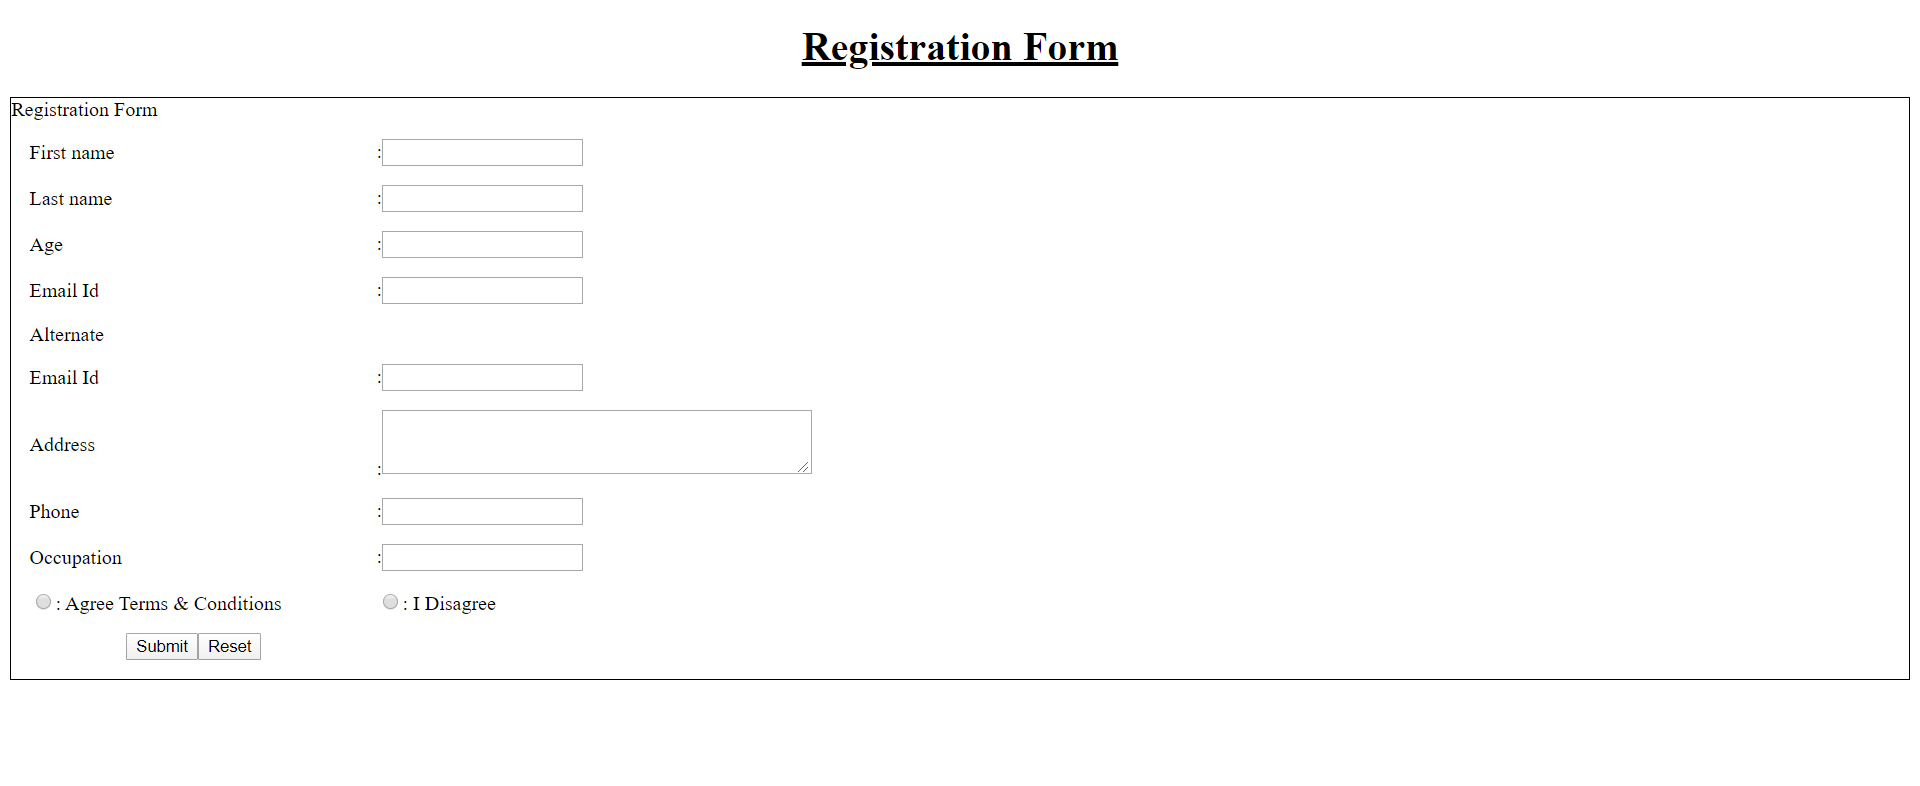 Registration Form
Registration Form
First name :
Last name :
Age :
Email Id :
Alternate
Email Id :
Address :
Phone :
Occupation :
: Agree Terms & Conditions : I Disagree
Submit Reset